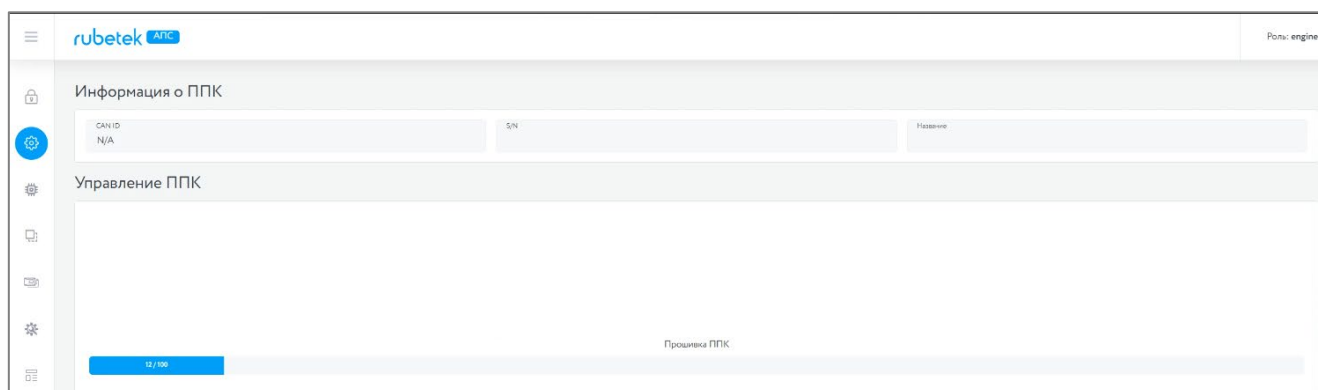 rubetek АПС
Роль: engine
Информация о ППК
CAN ID
N/A
S/N
Название
Управление ППК
Прошивка ППК
12 / 100